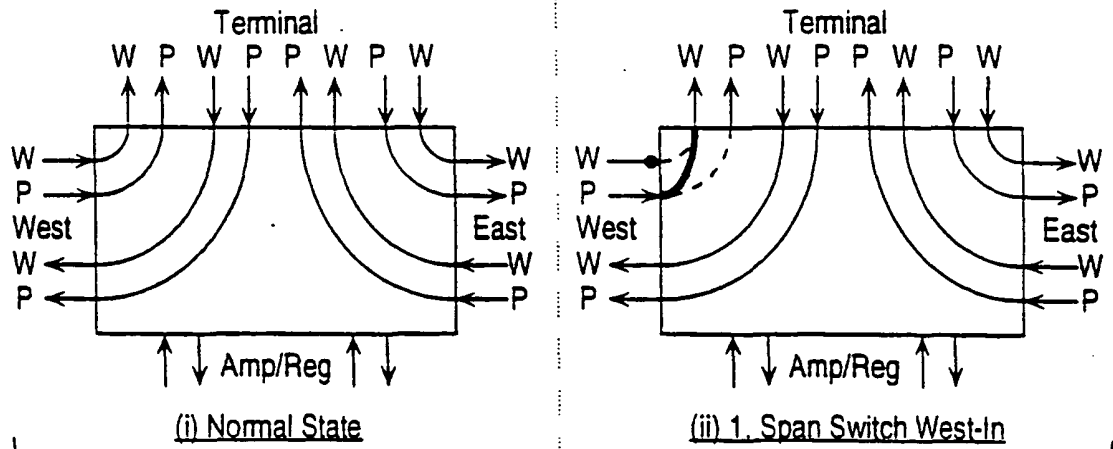 Terminal
W P W P P W P W
W W
P P
West East
W W
P P
Amp/Reg
(i) Normal State
Terminal
W P W P P W P W
W W
P P
West East
W W
P P
Amp/Reg
(ii) 1. Span Switch West-In